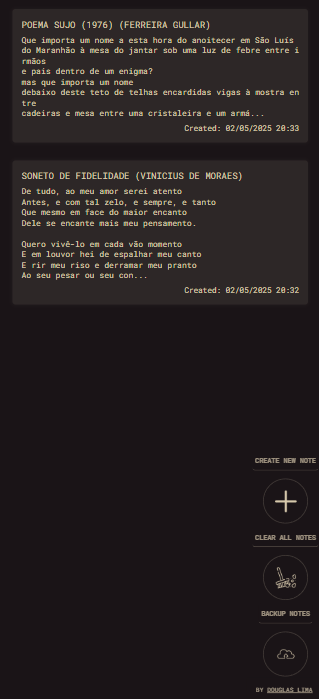 POEMA SUJO (1976) (FERREIRA GULLAR)
Que importa um nome a esta hora do anoitecer em São Luís
do Maranhão à mesa do jantar sob uma luz de febre entre i
rmãos
e pais dentro de um enigma?
mas que importa um nome
debaixo deste teto de telhas encardidas vigas à mostra en
tre
cadeiras e mesa entre uma cristaleira e um armá...
Created: 02/05/2025 20:33
SONETO DE FIDELIDADE (VINICIUS DE MORAES)
De tudo, ao meu amor serei atento
Antes, e com tal zelo, e sempre, e tanto
Que mesmo em face do maior encanto
Dele se encante mais meu pensamento.
Quero vivê-lo em cada vão momento
E em louvor hei de espalhar meu canto
E rir meu riso e derramar meu pranto
Ao seu pesar ou seu con...
Created: 02/05/2025 20:32
CREATE NEW NOTE
CLEAR ALL NOTES
BACKUP NOTES
BY DOUGLAS LIMA